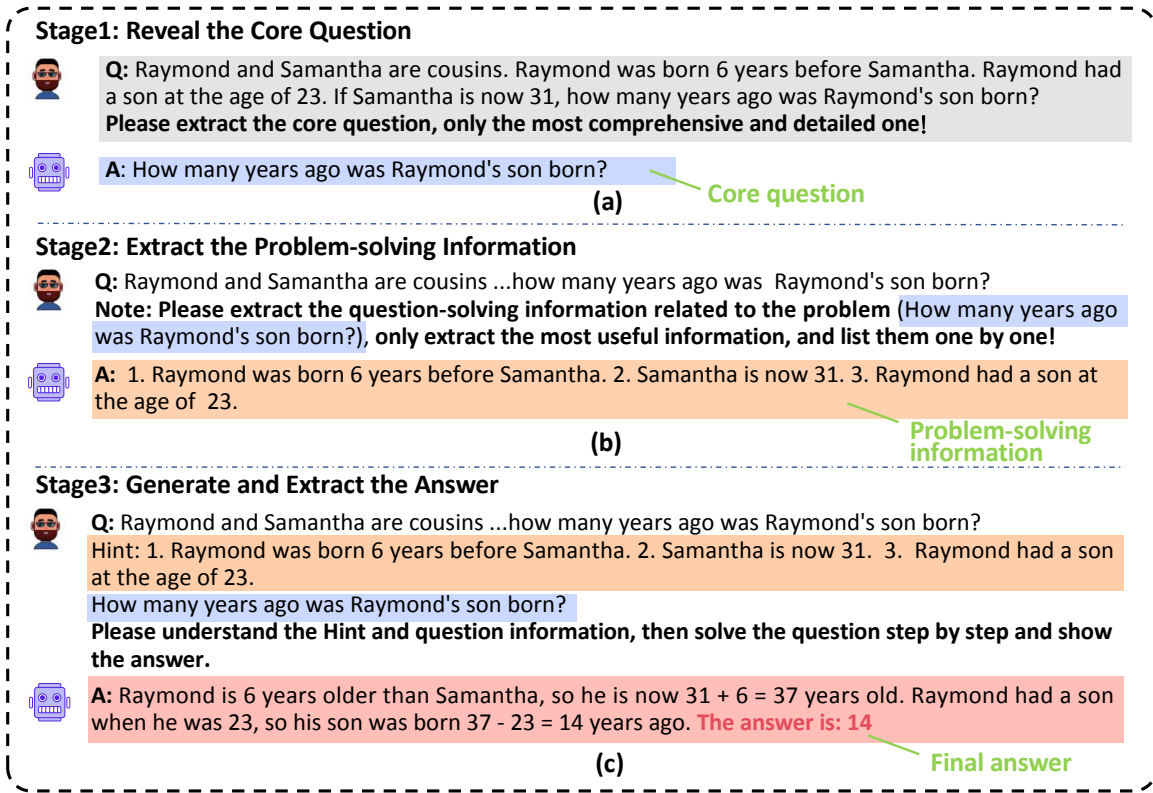 Stage1: Reveal the Core Question
Q: Raymond and Samantha are cousins. Raymond was born 6 years before Samantha. Raymond had
a son at the age of 23. If Samantha is now 31, how many years ago was Raymond's son born?
Please extract the core question, only the most comprehensive and detailed one!
A: How many years ago was Raymond's son born?
Core question
(a)
Stage2: Extract the Problem-solving Information
Q: Raymond and Samantha are cousins ...how many years ago was Raymond's son born?
Note: Please extract the question-solving information related to the problem (How many years ago
was Raymond's son born?), only extract the most useful information, and list them one by one!
A: 1. Raymond was born 6 years before Samantha. 2. Samantha is now 31. 3. Raymond had a son at
the age of 23.
Problem-solving
information
(b)
Stage3: Generate and Extract the Answer
Q: Raymond and Samantha are cousins ...how many years ago was Raymond's son born?
Hint: 1. Raymond was born 6 years before Samantha. 2. Samantha is now 31. 3. Raymond had a son
at the age of 23.
How many years ago was Raymond's son born?
Please understand the Hint and question information, then solve the question step by step and show
the answer.
A: Raymond is 6 years older than Samantha, so he is now 31 + 6 = 37 years old. Raymond had a son
when he was 23, so his son was born 37 - 23 = 14 years ago. The answer is: 14
Final answer
(c)